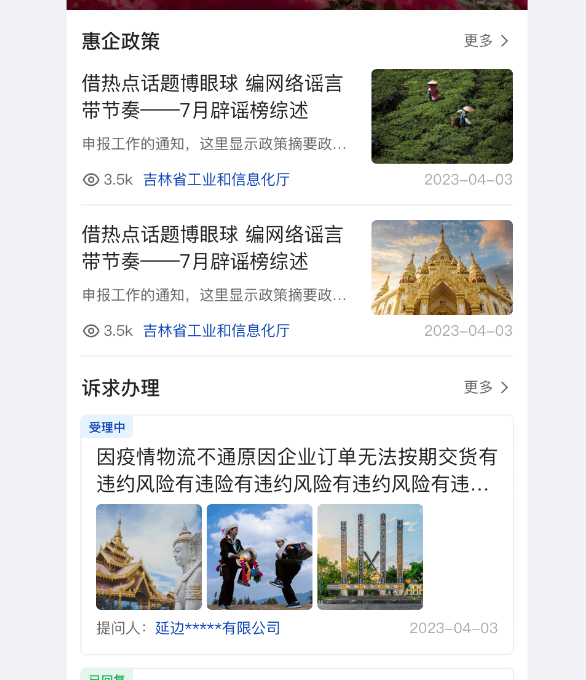 惠企政策
更多
借热点话题博眼球 编网络谣言
带节奏——7月辟谣榜综述
申报工作的通知，这里显示政策摘要政…
3.5k 吉林省工业和信息化厅 2023-04-03
借热点话题博眼球 编网络谣言
带节奏——7月辟谣榜综述
申报工作的通知，这里显示政策摘要政…
3.5k 吉林省工业和信息化厅 2023-04-03
诉求办理
更多
受理中
因疫情物流不通原因企业订单无法按期交货有
违约风险有违险有违约风险有违约风险有违…
提问人：延边*****有限公司 2023-04-03
已回复